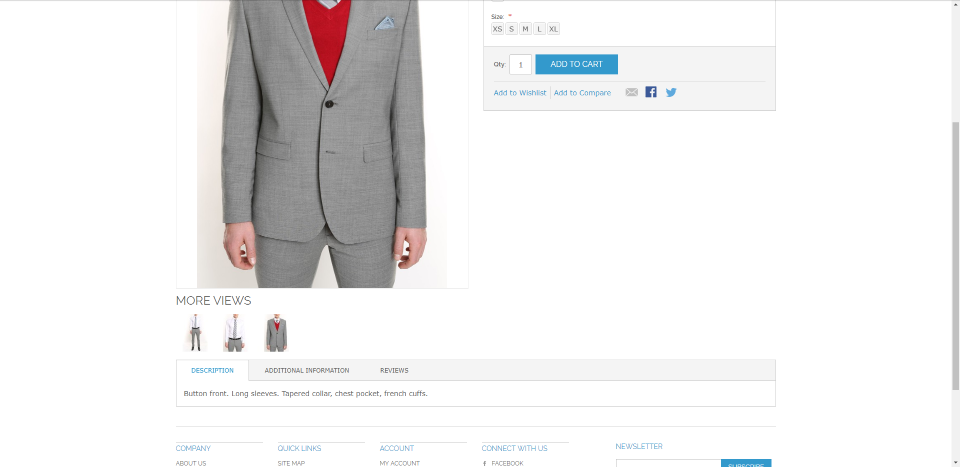 Size: *
XS S M L XL
Qty: 1 ADD TO CART
Add to Wishlist Add to Compare
MORE VIEWS
DESCRIPTION ADDITIONAL INFORMATION REVIEWS
Button front. Long sleeves. Tapered collar, chest pocket, french cuffs.
COMPANY QUICK LINKS ACCOUNT CONNECT WITH US NEWSLETTER
ABOUT US SITE MAP MY ACCOUNT FACEBOOK SUBSCRIBE